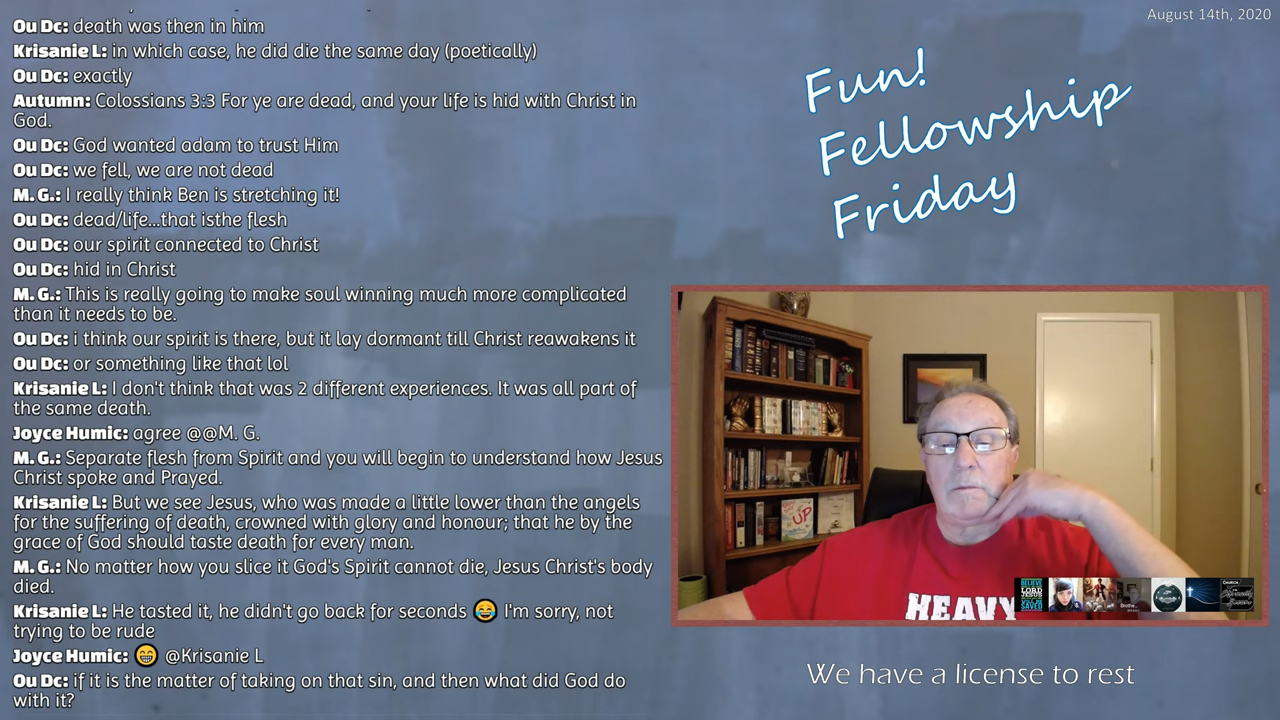 Ou Dc: death was then in him
Krisanie L: in which case, he did die the same day (poetically)
Ou Dc: exactly
Autumn: Colossians 3:3 For ye are dead, and your life is hid with Christ in
God.
Ou Dc: God wanted adam to trust Him
Ou Dc: we fell, we are not dead
M. G.: I really think Ben is stretching it!
Ou Dc: dead/life...that isthe flesh
Ou Dc: our spirit connected to Christ
Ou Dc: hid in Christ
M. G.: This is really going to make soul winning much more complicated
than it needs to be.
Ou Dc: i think our spirit is there, but it lay dormant till Christ reawakens it
Ou Dc: or something like that lol
Krisanie L: I don't think that was 2 different experiences. It was all part of
the same death.
Joyce Humic: agree @@M. G.
M. G.: Separate flesh from Spirit and you will begin to understand how Jesus
Christ spoke and Prayed.
Krisanie L: But we see Jesus, who was made a little lower than the angels
for the suffering of death, crowned with glory and honour; that he by the
grace of God should taste death for every man.
M. G.: No matter how you slice it God's Spirit cannot die, Jesus Christ's body
died.
Krisanie L: He tasted it, he didn't go back for seconds 😂 I'm sorry, not
trying to be rude
Joyce Humic: 😁 @Krisanie L
Ou Dc: if it is the matter of taking on that sin, and then what did God do
with it?
August 14th, 2020
Fun!
Fellowship
Friday
UP
HEAVY
BELIEVE
LORD
JESUS
SAVED
Brothe...
CHURCH
We have a license to rest